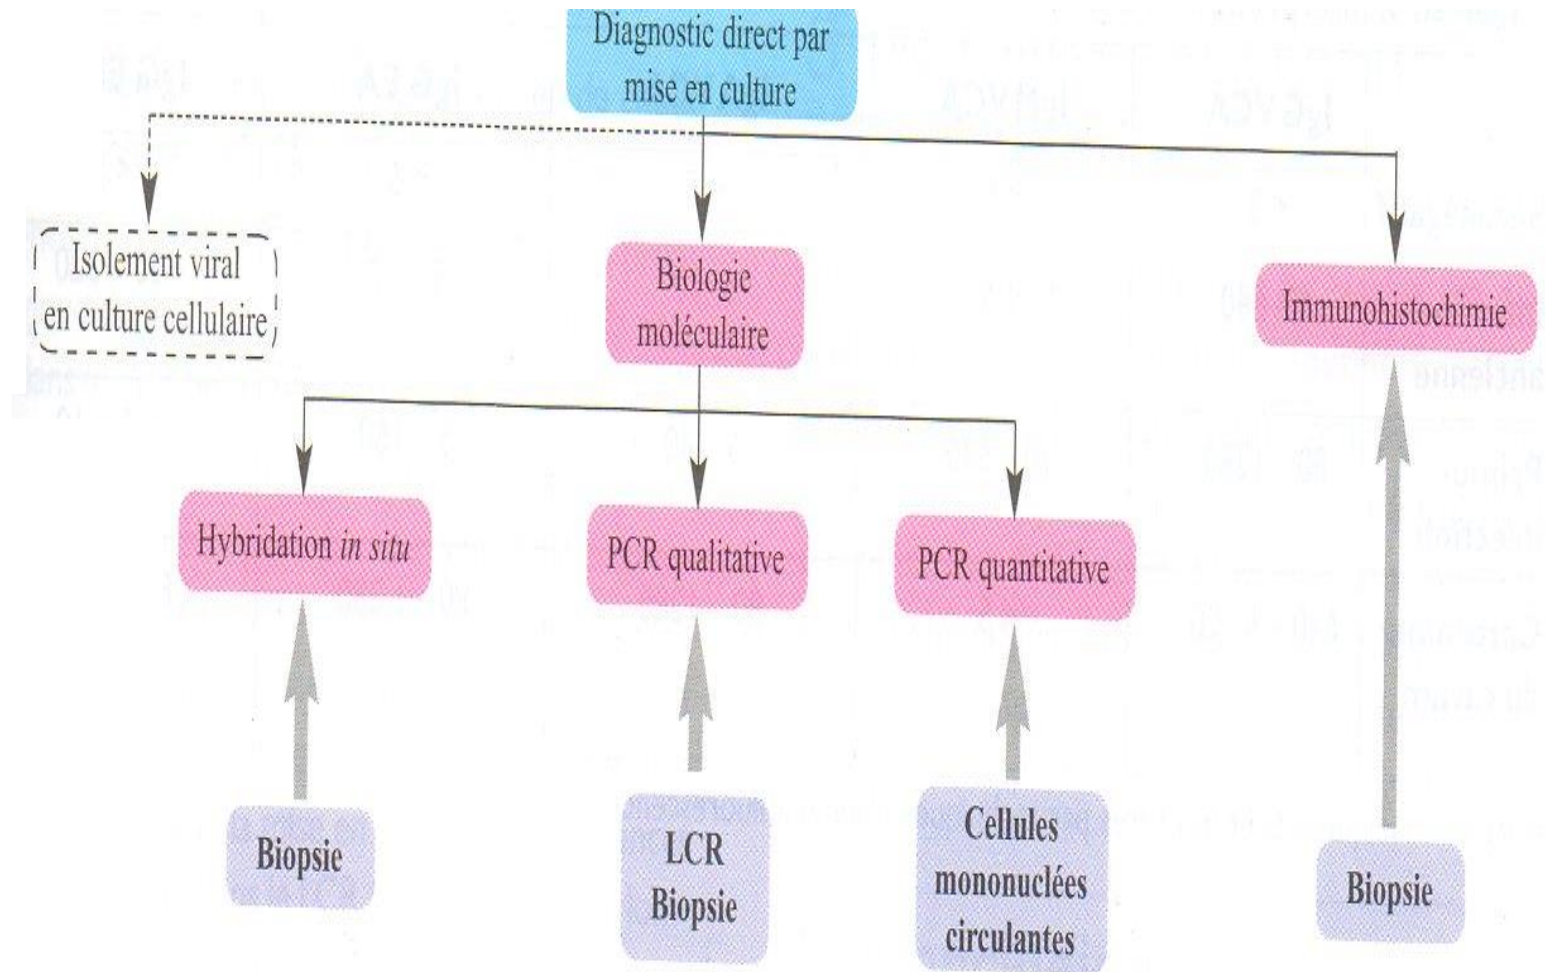 Diagnostic direct par
mise en culture
Isolement viral
en culture cellulaire
Biologie
moléculaire
Immunohistochimie
Hybridation in situ
PCR qualitative
PCR quantitative
Biopsie
LCR
Biopsie
Cellules
mononuclées
circulantes
Biopsie